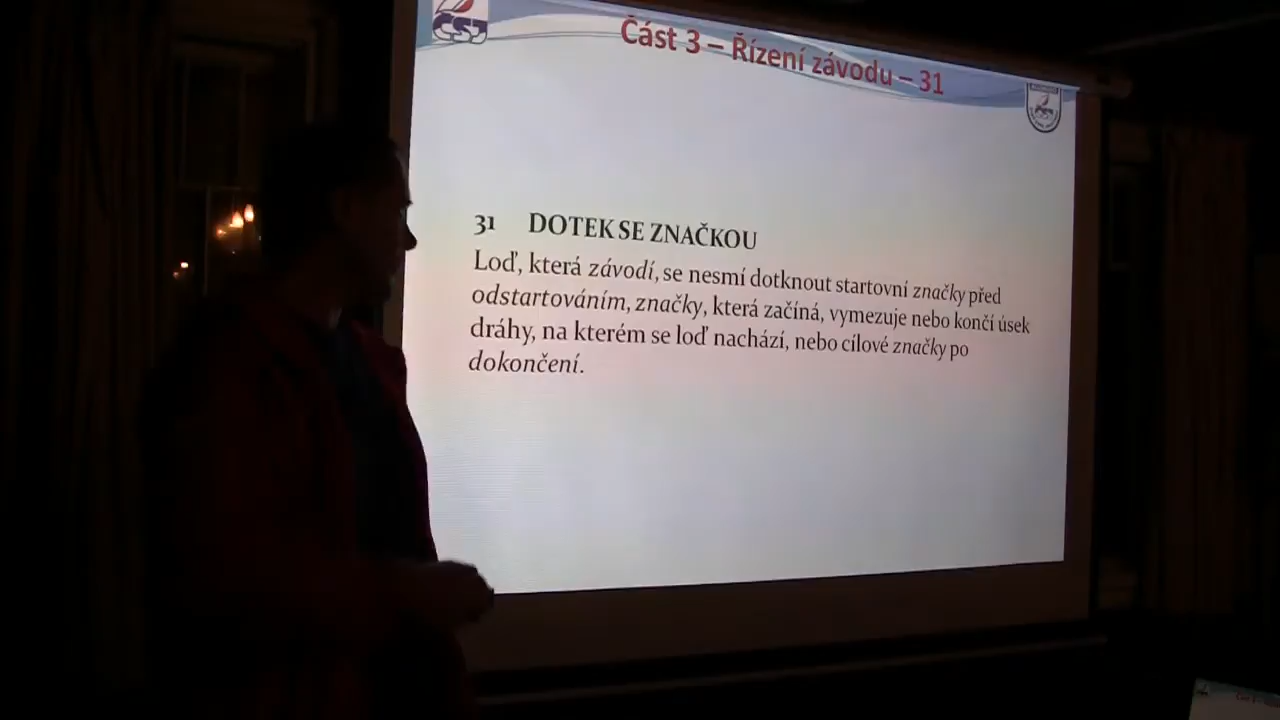 ČSJ
Část 3 – Řízení závodu – 31
31 DOTEK SE ZNAČKOU
Loď, která závodí, se nesmí dotknout startovní značky před
odstartováním, značky, která začíná, vymezuje nebo končí úsek
dráhy, na kterém se loď nachází, nebo cílové značky po
dokončení.